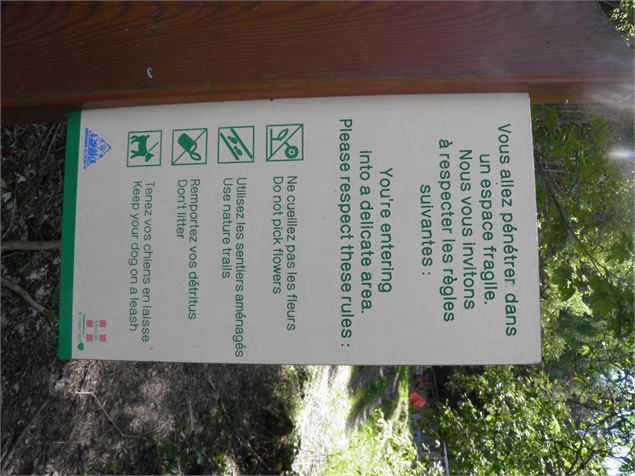 Vous allez pénétrer dans
un espace fragile.
Nous vous invitons
à respecter les règles
suivantes :
You're entering
into a delicate area.
Please respect these rules :
Ne cueillez pas les fleurs
Do not pick flowers
Utilisez les sentiers aménagés
Use nature trails
Remportez vos détritus
Don't litter
Tenez vos chiens en laisse
Keep your dog on a leash